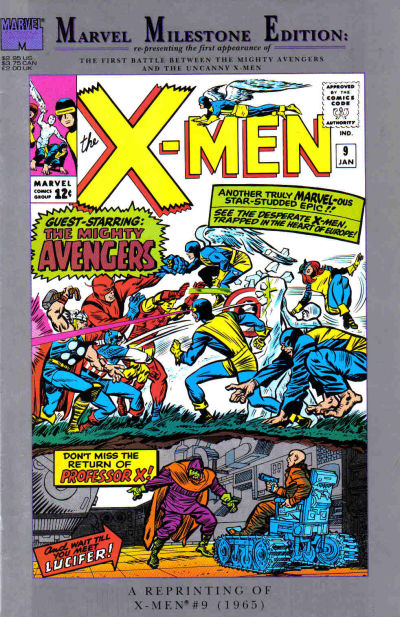 MARVEL
M
$2.95 US
$3.75 CAN
£2.00 UK
MARVEL MILESTONE EDITION:
re-presenting the first appearance of
THE FIRST BATTLE BETWEEN THE MIGHTY AVENGERS
AND THE UNCANNY X-MEN
the
X-MEN
APPROVED
BY THE
COMICS
CODE
AUTHORITY
IND.
9
JAN
MARVEL
COMICS
GROUP
12¢
GUEST-STARRING:
THE MIGHTY
AVENGERS
ANOTHER TRULY MARVEL-OUS
STAR-STUDDED EPIC!
SEE THE DESPERATE X-MEN,
TRAPPED IN THE HEART OF EUROPE!
DON'T MISS THE
RETURN OF
PROFESSOR X!
And WAIT TILL
YOU MEET
LUCIFER!
A REPRINTING OF
X-MEN® #9 (1965)